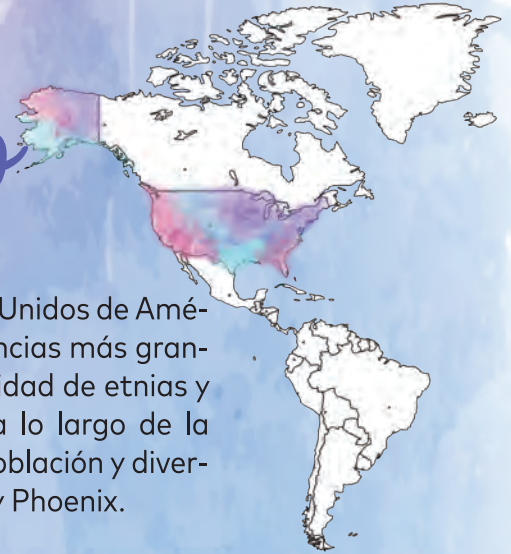 Unidos de Amé-
ncias más gran-
idad de etnias y
a lo largo de la
oblación y diver-
y Phoenix.